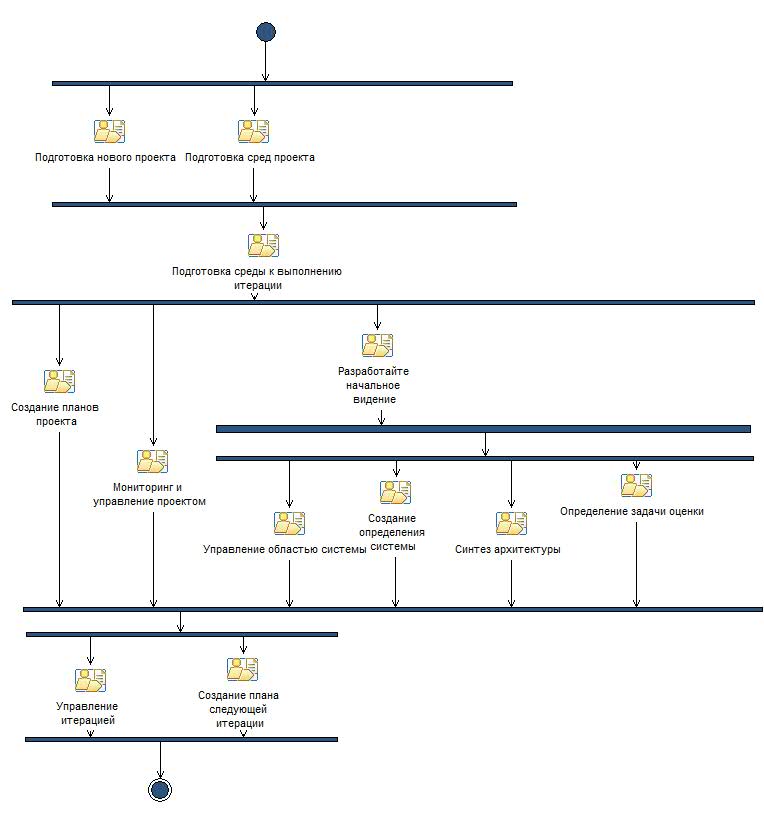 Подготовка нового проекта
Подготовка сред проекта
Подготовка среды к выполнению
итерации
Разработайте
начальное
видение
Создание планов
проекта
Мониторинг и
управление проектом
Управление областью системы
Создание
определения
системы
Синтез архитектуры
Определение задачи оценки
Управление
итерацией
Создание плана
следующей
итерации